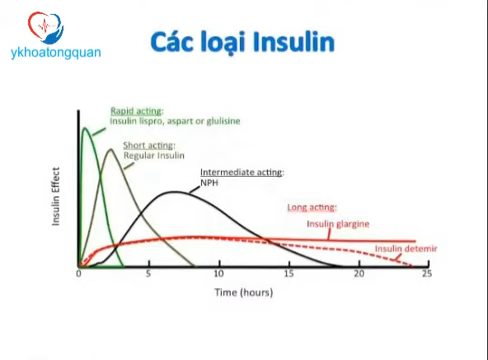 ykhoatongquan
Các loại Insulin
Rapid acting:
Insulin lispro, aspart or glulisine
Short acting:
Regular Insulin
Intermediate acting:
NPH
Long acting:
Insulin glargine
Insulin detemir
Insulin Effect
0 5 10 15 20 25
Time (hours)